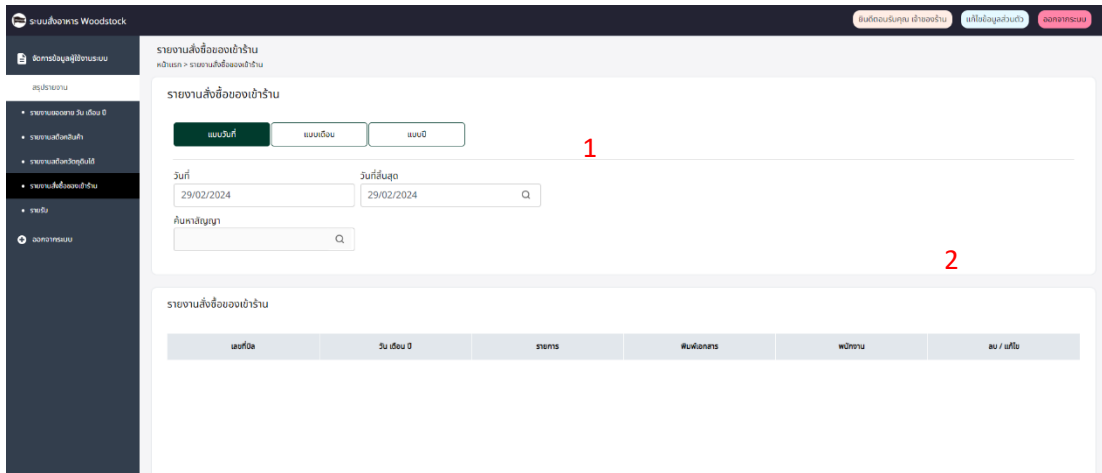 ระบบสั่งอาหาร Woodstock
ยินดีตอนรับคุณ เจ้าของร้าน
แก้ไขข้อมูลส่วนตัว
ออกจากระบบ
จัดการข้อมูลผู้ใช้งานระบบ
สรุปรายงาน
รายงานยอดขาย วัน เดือน ปี
รายงานสต็อกสินค้า
รายงานสต็อกวัตถุดิบได้
รายงานสั่งซื้อของเข้าร้าน
รายรับ
ออกจากระบบ
รายงานสั่งซื้อของเข้าร้าน
หน้าแรก > รายงานสั่งซื้อของเข้าร้าน
รายงานสั่งซื้อของเข้าร้าน
แบบวันที่
แบบเดือน
แบบปี
1
วันที่
วันที่สิ้นสุด
29/02/2024
29/02/2024
ค้นหาสัญญา
2
รายงานสั่งซื้อของเข้าร้าน
เลขที่บิล
วัน เดือน ปี
รายการ
พิมพ์เอกสาร
พนักงาน
ลบ / แก้ไข